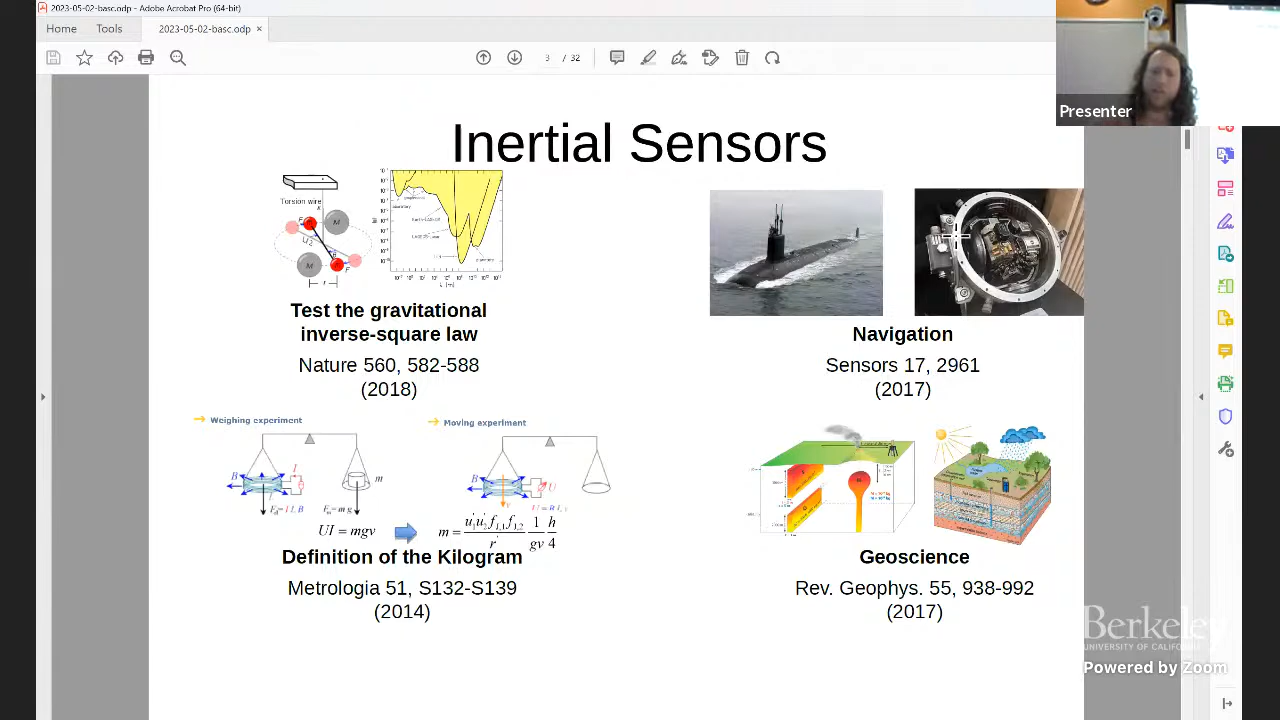 2023-05-02-basc.odp - Adobe Acrobat Pro (64-bit)
Home Tools 2023-05-02-basc.odp ×
3 / 32
Presenter
Inertial Sensors
Torsion wire
M
M
Test the gravitational
inverse-square law
Nature 560, 582-588
(2018)
Navigation
Sensors 17, 2961
(2017)
Weighing experiment
Moving experiment
B
I
m
B
U
UI = mgv
Definition of the Kilogram
Metrologia 51, S132-S139
(2014)
Geoscience
Rev. Geophys. 55, 938-992
(2017)
Berkeley
UNIVERSITY OF CALIFORNIA
Powered by Zoom